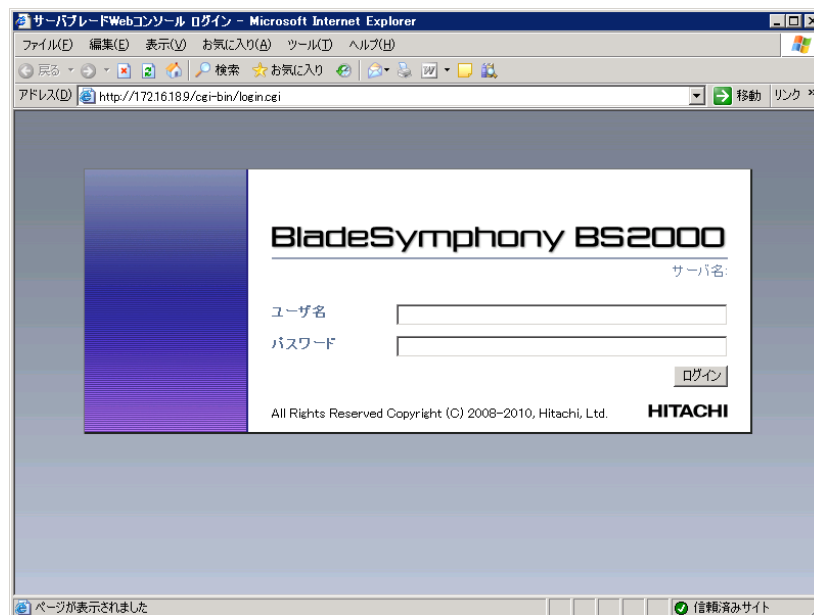 サーバブレードWebコンソール ログイン - Microsoft Internet Explorer
ファイル(F) 編集(E) 表示(V) お気に入り(A) ツール(T) ヘルプ(H)
戻る 検索 お気に入り
アドレス(D) http://172.16.18.9/cgi-bin/login.cgi 移動 リンク »
BladeSymphony BS2000
サーバ名:
ユーザ名
パスワード
ログイン
All Rights Reserved Copyright (C) 2008-2010, Hitachi, Ltd. HITACHI
ページが表示されました 信頼済みサイト